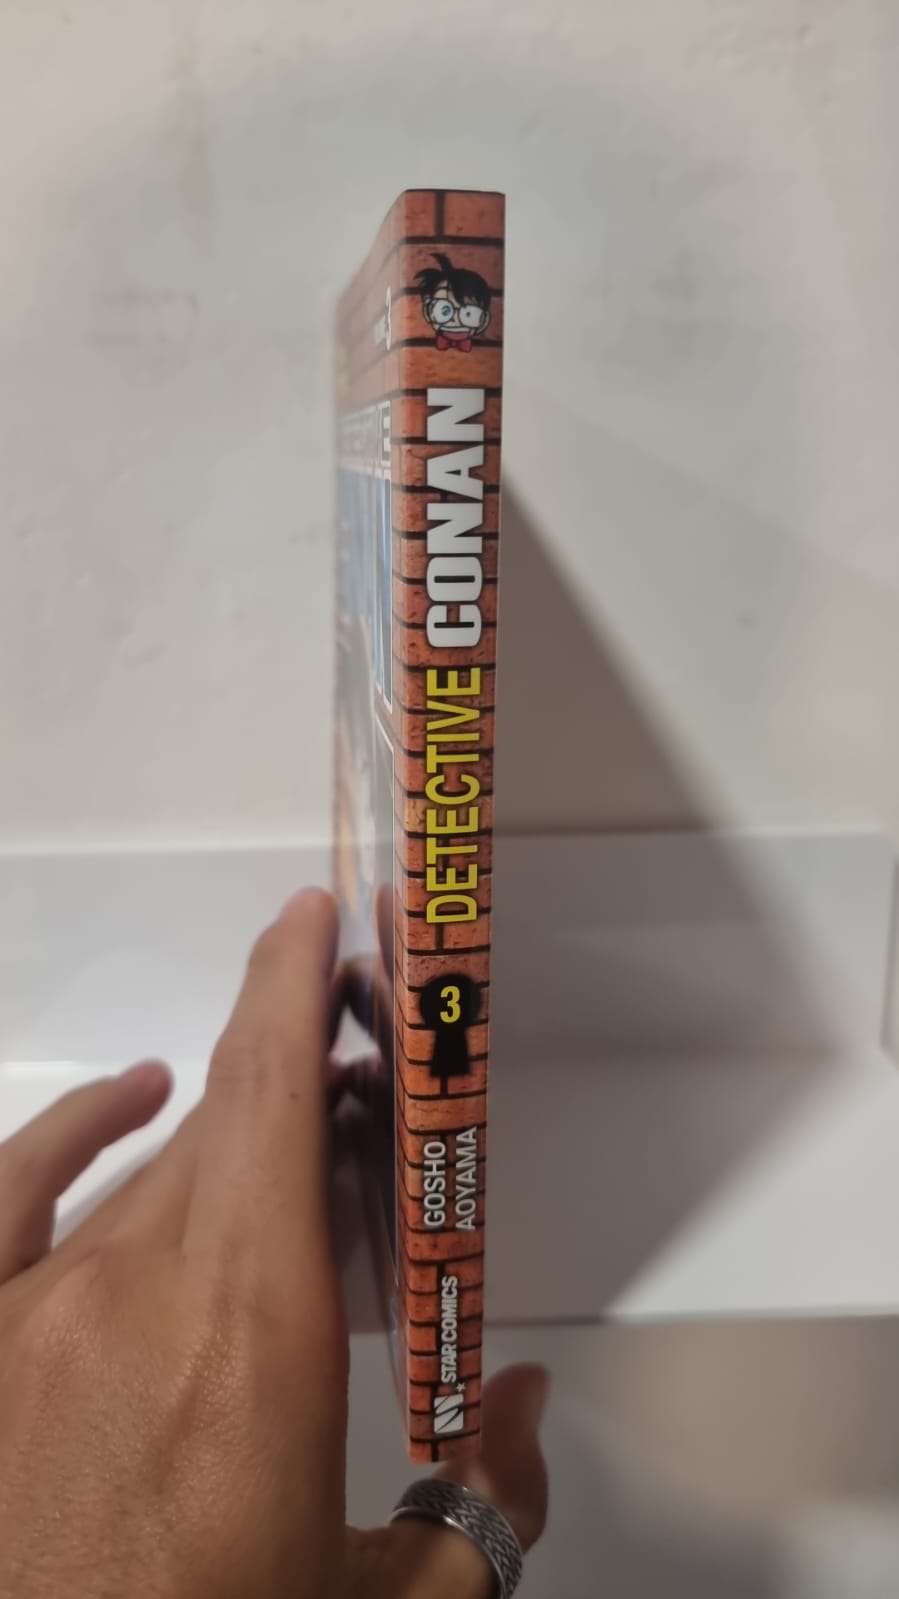 DETECTIVE CONAN
3
GOSHO
AOYAMA
STAR COMICS